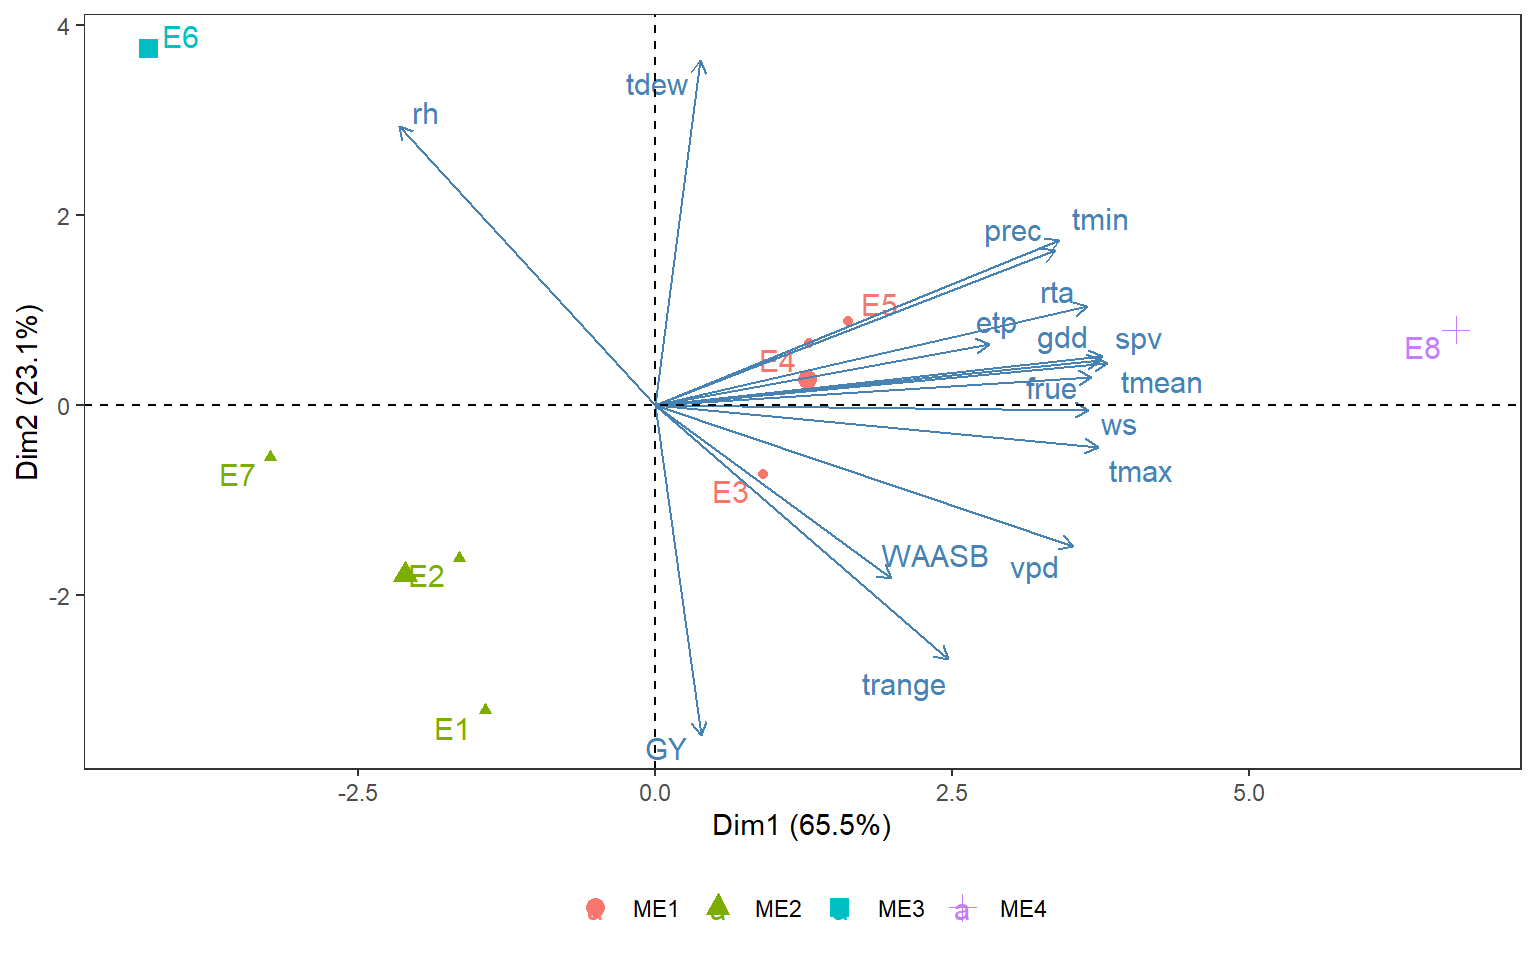 4
E6
tdew
rh
tmin
prec
2
E5
rta
etp
gdd
spv
E8
E4
tmean
frue
0
ws
Dim2 (23.1%)
E7
tmax
E3
WAASB
vpd
E2
-2
trange
E1
GY
-2.5
0.0
2.5
5.0
Dim1 (65.5%)
a ME1 a ME2 a ME3 a ME4